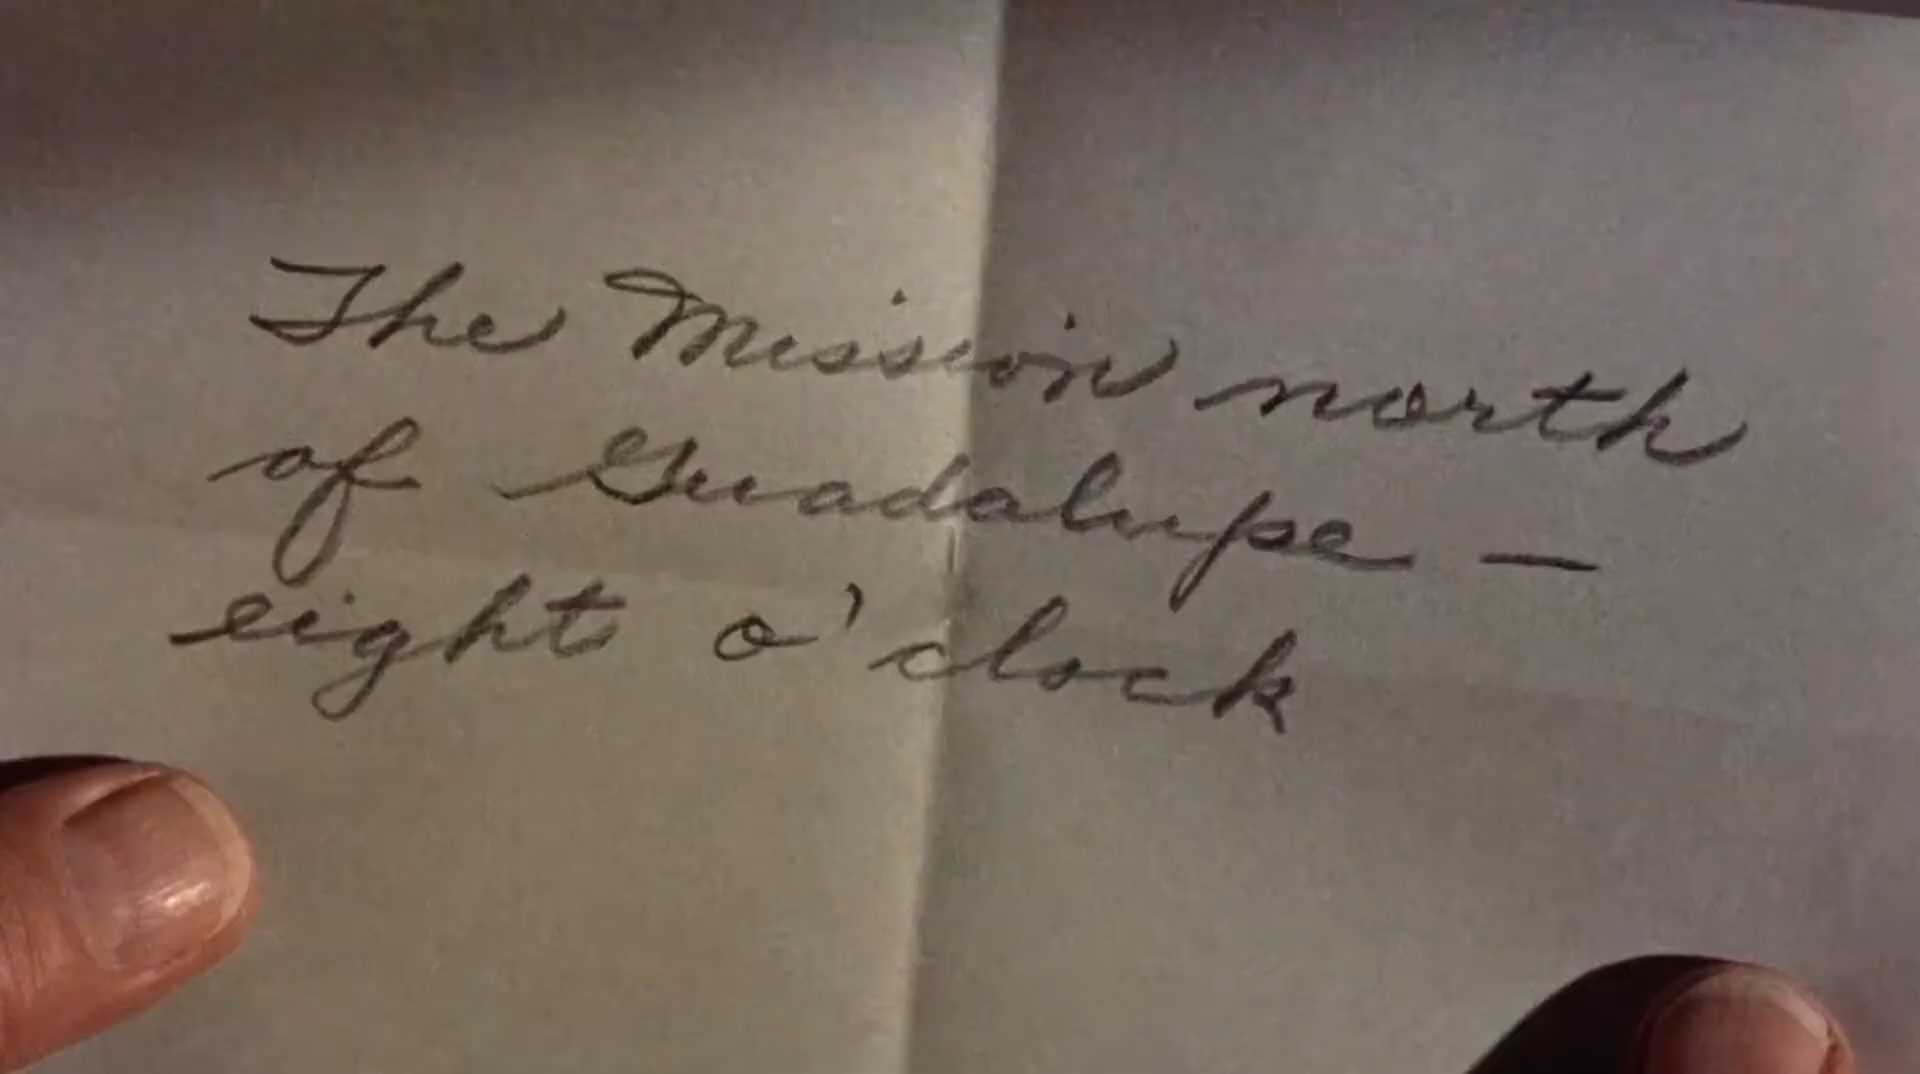 The Mission north
of Guadalupe —
eight o'clock